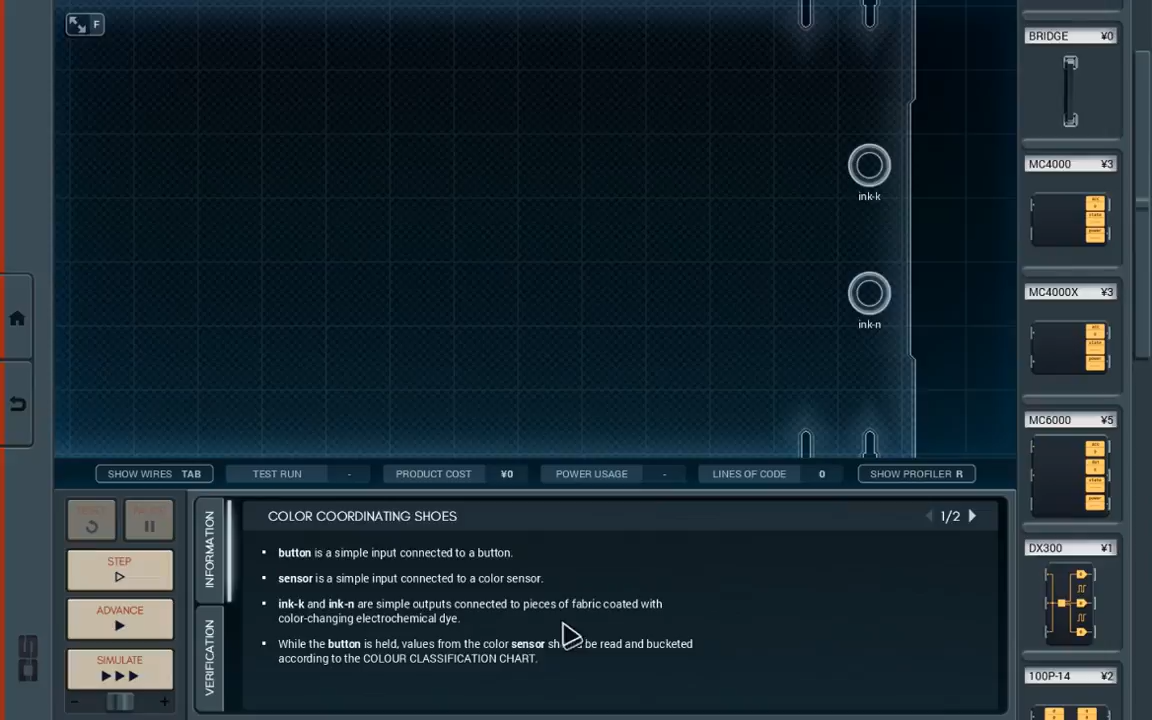 F
BRIDGE ¥0
MC4000 ¥3
ink-k
MC4000X ¥3
ink-n
MC6000 ¥5
SHOW WIRES TAB
TEST RUN -
PRODUCT COST ¥0
POWER USAGE -
LINES OF CODE 0
SHOW PROFILER R
STEP
ADVANCE
SIMULATE
- +
INFORMATION
VERIFICATION
COLOR COORDINATING SHOES
1/2
button is a simple input connected to a button.
sensor is a simple input connected to a color sensor.
ink-k and ink-n are simple outputs connected to pieces of fabric coated with
color-changing electrochemical dye.
While the button is held, values from the color sensor be read and bucketed
according to the COLOUR CLASSIFICATION CHART.
DX300 ¥1
100P-14 ¥2